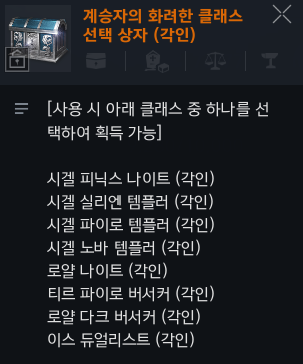 계승자의 화려한 클래스
선택 상자 (각인)
[사용 시 아래 클래스 중 하나를 선
택하여 획득 가능]
시겔 피닉스 나이트 (각인)
시겔 실리엔 템플러 (각인)
시겔 파이로 템플러 (각인)
시겔 노바 템플러 (각인)
로얄 나이트 (각인)
티르 파이로 버서커 (각인)
로얄 다크 버서커 (각인)
이스 듀얼리스트 (각인)